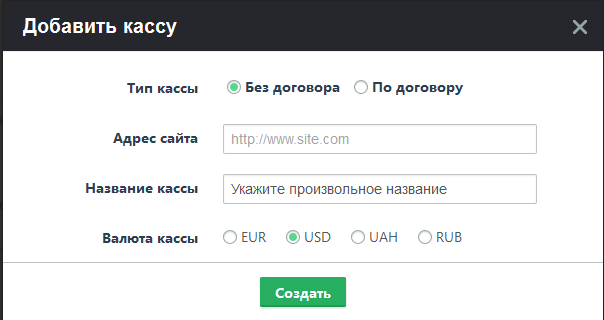 Добавить кассу
Тип кассы Без договора По договору
Адрес сайта http://www.site.com
Название кассы Укажите произвольное название
Валюта кассы EUR USD UAH RUB
Создать